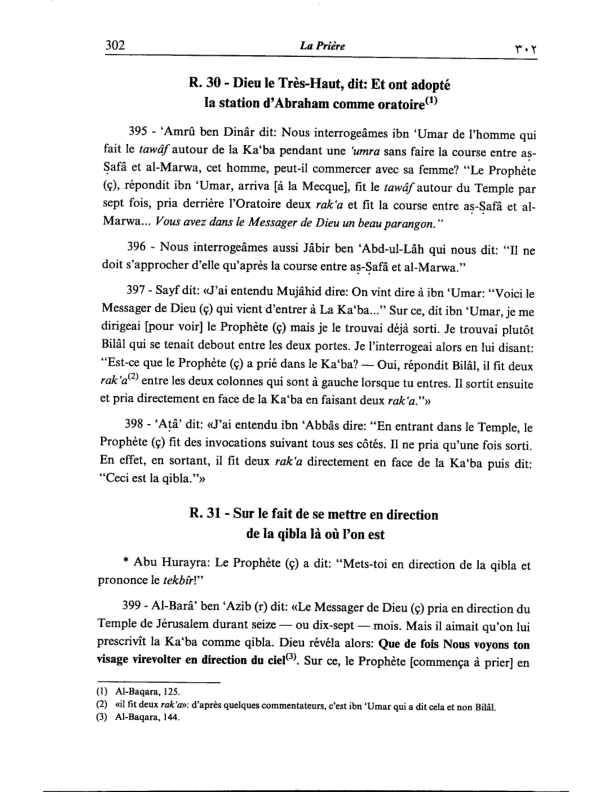 302
La Prière
٣٠٢
R. 30 - Dieu le Très-Haut, dit: Et ont adopté
la station d'Abraham comme oratoire(1)
395 - ‘Amrû ben Dinâr dit: Nous interrogeâmes ibn ‘Umar de l'homme qui
fait le tawâf autour de la Ka‘ba pendant une ‘umra sans faire la course entre aṣ-
Ṣafâ et al-Marwa, cet homme, peut-il commercer avec sa femme? “Le Prophète
(ç), répondit ibn ‘Umar, arriva [à la Mecque], fit le tawâf autour du Temple par
sept fois, pria derrière l'Oratoire deux rak‘a et fit la course entre aṣ-Ṣafâ et al-
Marwa... Vous avez dans le Messager de Dieu un beau parangon.”
396 - Nous interrogeâmes aussi Jâbir ben ‘Abd-ul-Lâh qui nous dit: “Il ne
doit s'approcher d'elle qu'après la course entre aṣ-Ṣafâ et al-Marwa.”
397 - Sayf dit: «J'ai entendu Mujâhid dire: On vint dire à ibn ‘Umar: “Voici le
Messager de Dieu (ç) qui vient d'entrer à La Ka‘ba...” Sur ce, dit ibn ‘Umar, je me
dirigeai [pour voir] le Prophète (ç) mais je le trouvai déjà sorti. Je trouvai plutôt
Bilâl qui se tenait debout entre les deux portes. Je l'interrogeai alors en lui disant:
“Est-ce que le Prophète (ç) a prié dans le Ka‘ba? — Oui, répondit Bilâl, il fit deux
rak‘a(2) entre les deux colonnes qui sont à gauche lorsque tu entres. Il sortit ensuite
et pria directement en face de la Ka‘ba en faisant deux rak‘a.”»
398 - ‘Aṭâ’ dit: «J'ai entendu ibn ‘Abbâs dire: “En entrant dans le Temple, le
Prophète (ç) fit des invocations suivant tous ses côtés. Il ne pria qu'une fois sorti.
En effet, en sortant, il fit deux rak‘a directement en face de la Ka‘ba puis dit:
“Ceci est la qibla.”»
R. 31 - Sur le fait de se mettre en direction
de la qibla là où l'on est
* Abu Hurayra: Le Prophète (ç) a dit: “Mets-toi en direction de la qibla et
prononce le tekbîr!”
399 - Al-Barâ’ ben ‘Azib (r) dit: «Le Messager de Dieu (ç) pria en direction du
Temple de Jérusalem durant seize — ou dix-sept — mois. Mais il aimait qu'on lui
prescrivît la Ka‘ba comme qibla. Dieu révéla alors: Que de fois Nous voyons ton
visage virevolter en direction du ciel(3). Sur ce, le Prophète [commença à prier] en
(1) Al-Baqara, 125.
(2) «il fit deux rak‘a»: d'après quelques commentateurs, c'est ibn ‘Umar qui a dit cela et non Bilâl.
(3) Al-Baqara, 144.